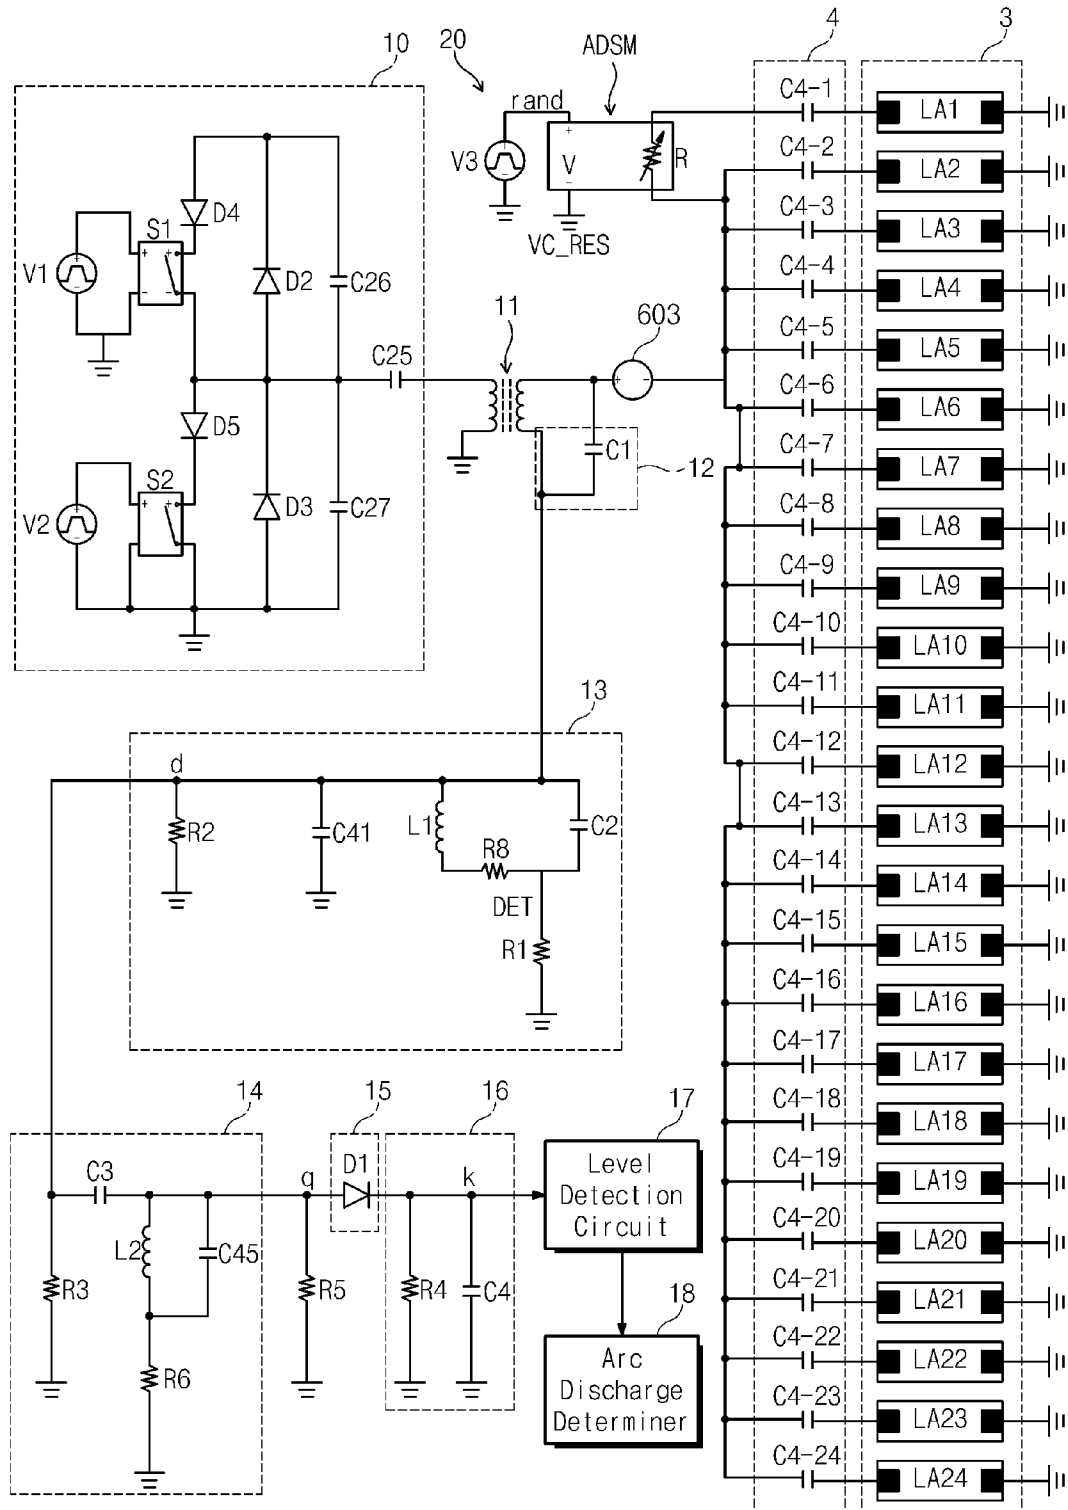 10
20
ADSM
4
3
rand
V3
V
R
VC_RES
+
-
C4-1
LA1
C4-2
LA2
C4-3
LA3
C4-4
LA4
C4-5
LA5
C4-6
LA6
C4-7
LA7
C4-8
LA8
C4-9
LA9
C4-10
LA10
C4-11
LA11
C4-12
LA12
C4-13
LA13
C4-14
LA14
C4-15
LA15
C4-16
LA16
C4-17
LA17
C4-18
LA18
C4-19
LA19
C4-20
LA20
C4-21
LA21
C4-22
LA22
C4-23
LA23
C4-24
LA24
D4
S1
V1
D2
C26
C25
11
603
+ -
D5
S2
V2
D3
C27
C1
12
13
d
R2
C41
L1
R8
C2
DET
R1
14
C3
L2
C45
R3
R6
q
R5
15
D1
16
k
R4
C4
17
Level
Detection
Circuit
18
Arc
Discharge
Determiner